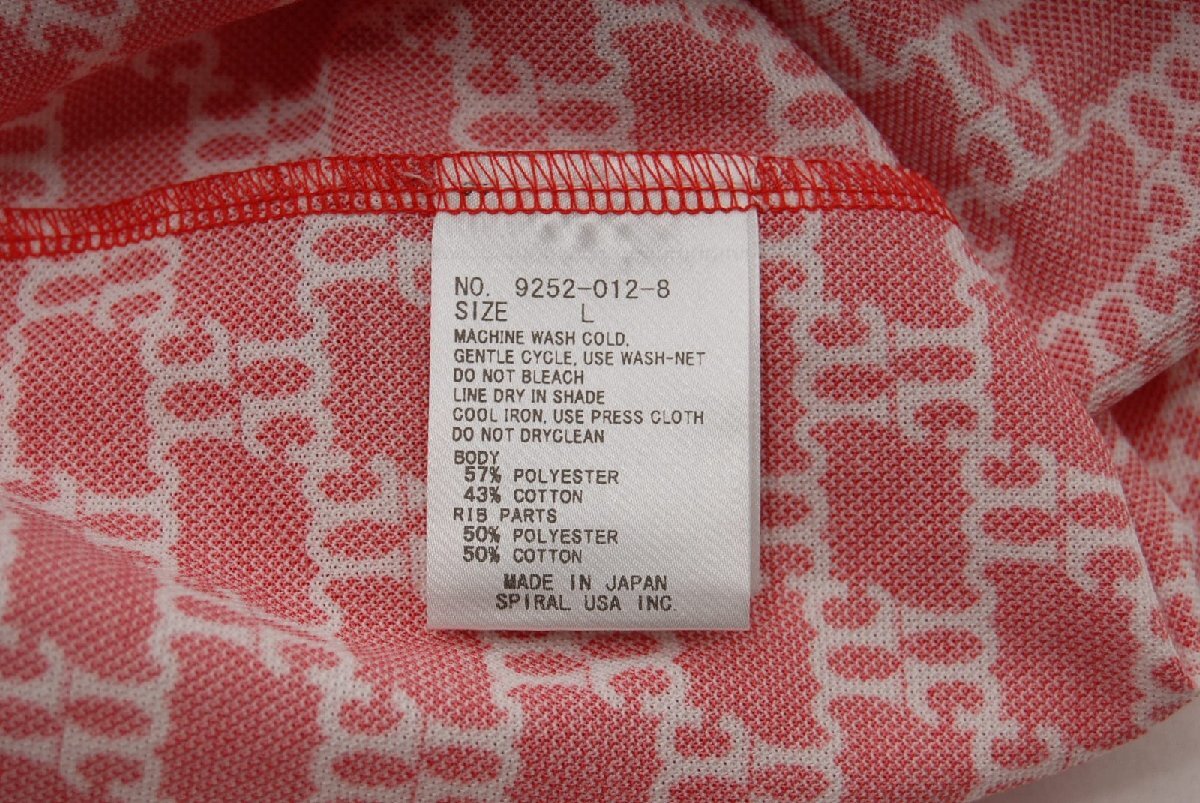 NO. 9252-012-8
SIZE L
MACHINE WASH COLD.
GENTLE CYCLE, USE WASH-NET
DO NOT BLEACH
LINE DRY IN SHADE
COOL IRON, USE PRESS CLOTH
DO NOT DRYCLEAN
BODY
57% POLYESTER
43% COTTON
RIB PARTS
50% POLYESTER
50% COTTON
MADE IN JAPAN
SPIRAL USA INC.